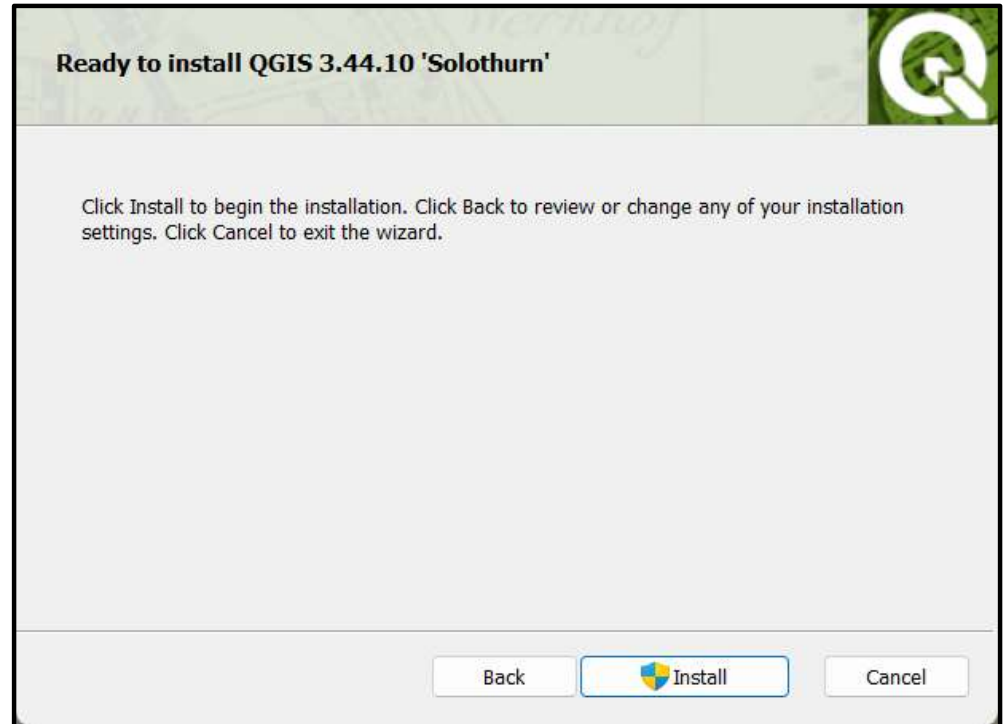 Ready to install QGIS 3.44.10 'Solothurn'
Click Install to begin the installation. Click Back to review or change any of your installation
settings. Click Cancel to exit the wizard.
Back
Install
Cancel